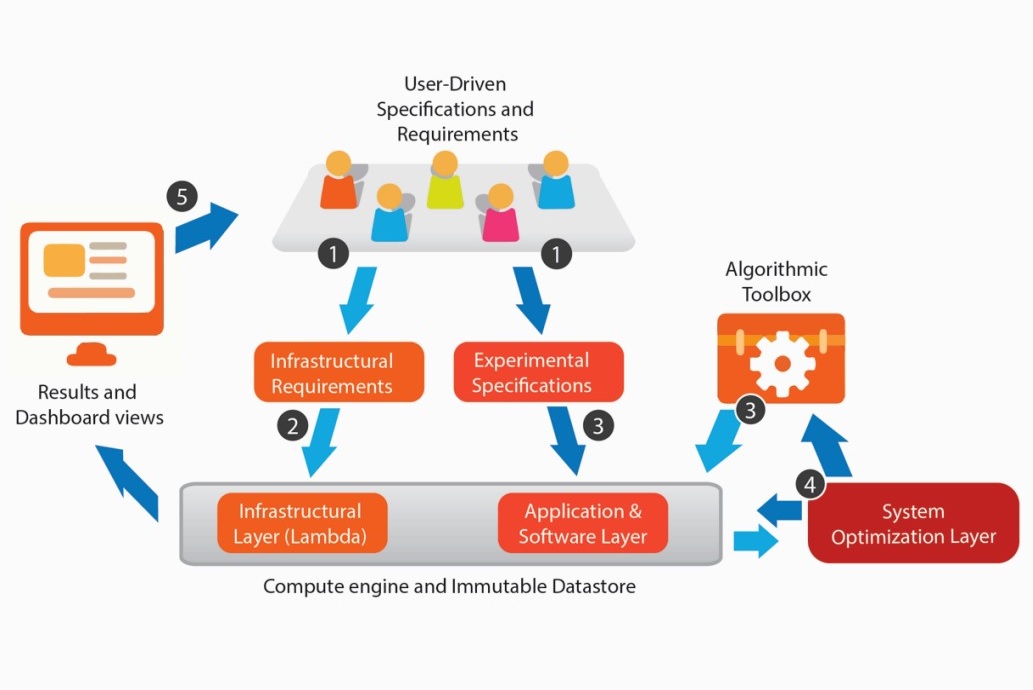 User-Driven
Specifications and
Requirements
5
1
1
Algorithmic
Toolbox
Infrastructural
Requirements
Experimental
Specifications
Results and
Dashboard views
2
3
3
4
Infrastructural
Layer (Lambda)
Application &
Software Layer
System
Optimization Layer
Compute engine and Immutable Datastore